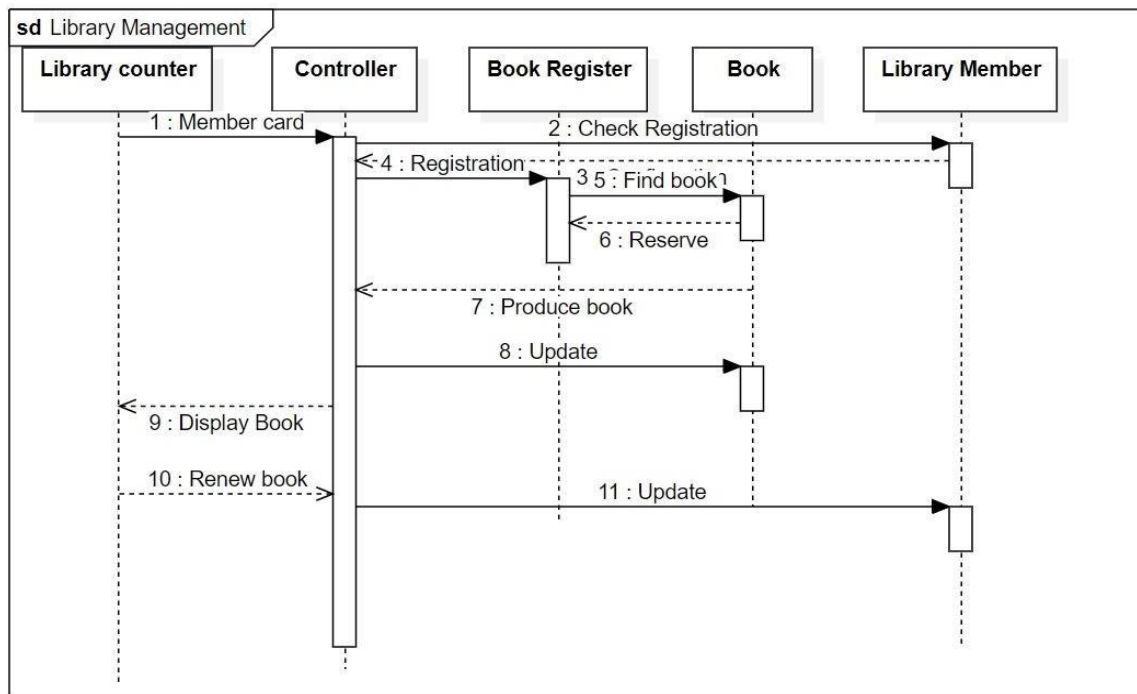 sd Library Management
Library counter
Controller
Book Register
Book
Library Member
1 : Member card
2 : Check Registration
4 : Registration
3
5 : Find book
6 : Reserve
7 : Produce book
8 : Update
9 : Display Book
10 : Renew book
11 : Update